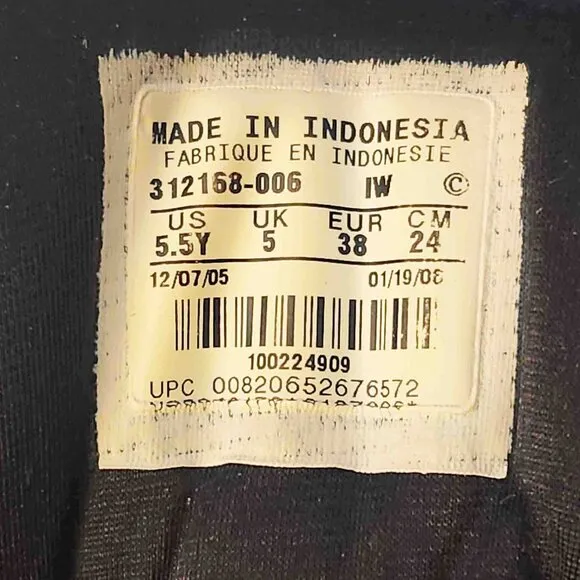 MADE IN INDONESIA
FABRIQUE EN INDONESIE
312168-006 IW ©
US UK EUR CM
5.5Y 5 38 24
12/07/05 01/19/08
100224909
UPC 00820652676572